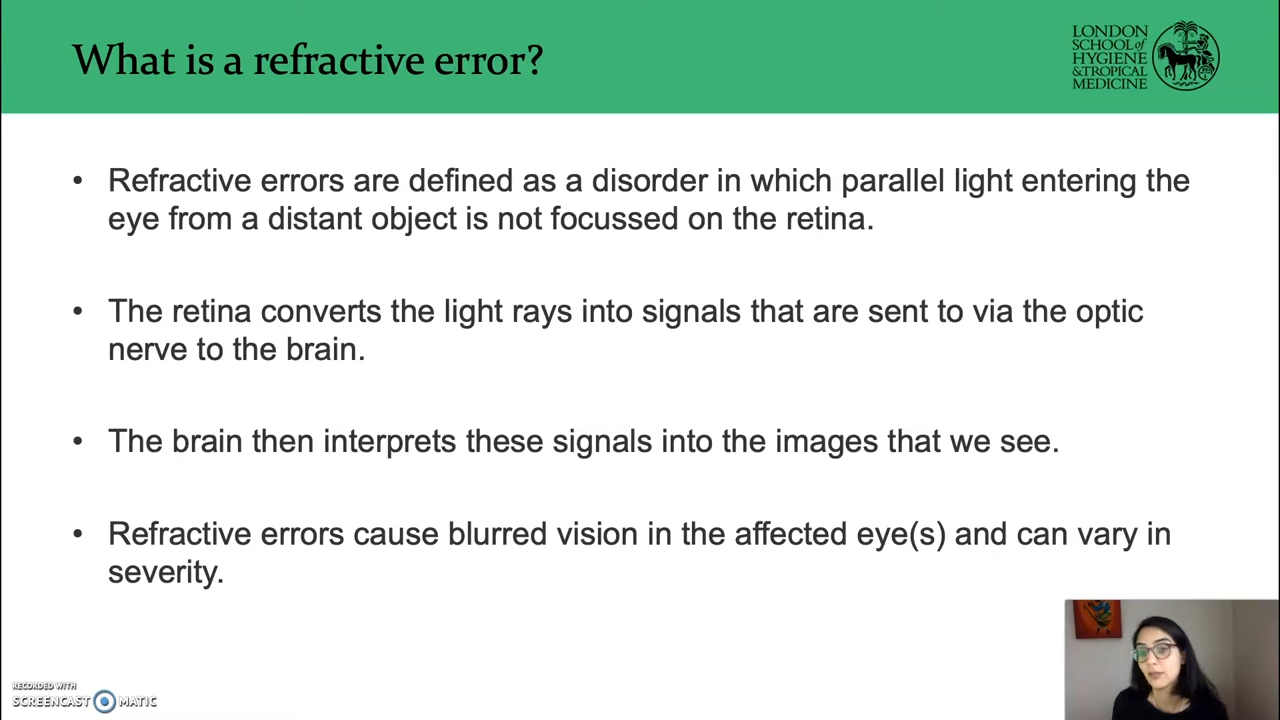 What is a refractive error?
LONDON
SCHOOL of
HYGIENE
& TROPICAL
MEDICINE
• Refractive errors are defined as a disorder in which parallel light entering the
eye from a distant object is not focussed on the retina.
• The retina converts the light rays into signals that are sent to via the optic
nerve to the brain.
• The brain then interprets these signals into the images that we see.
• Refractive errors cause blurred vision in the affected eye(s) and can vary in
severity.
RECORDED WITH
SCREENCAST MATIC